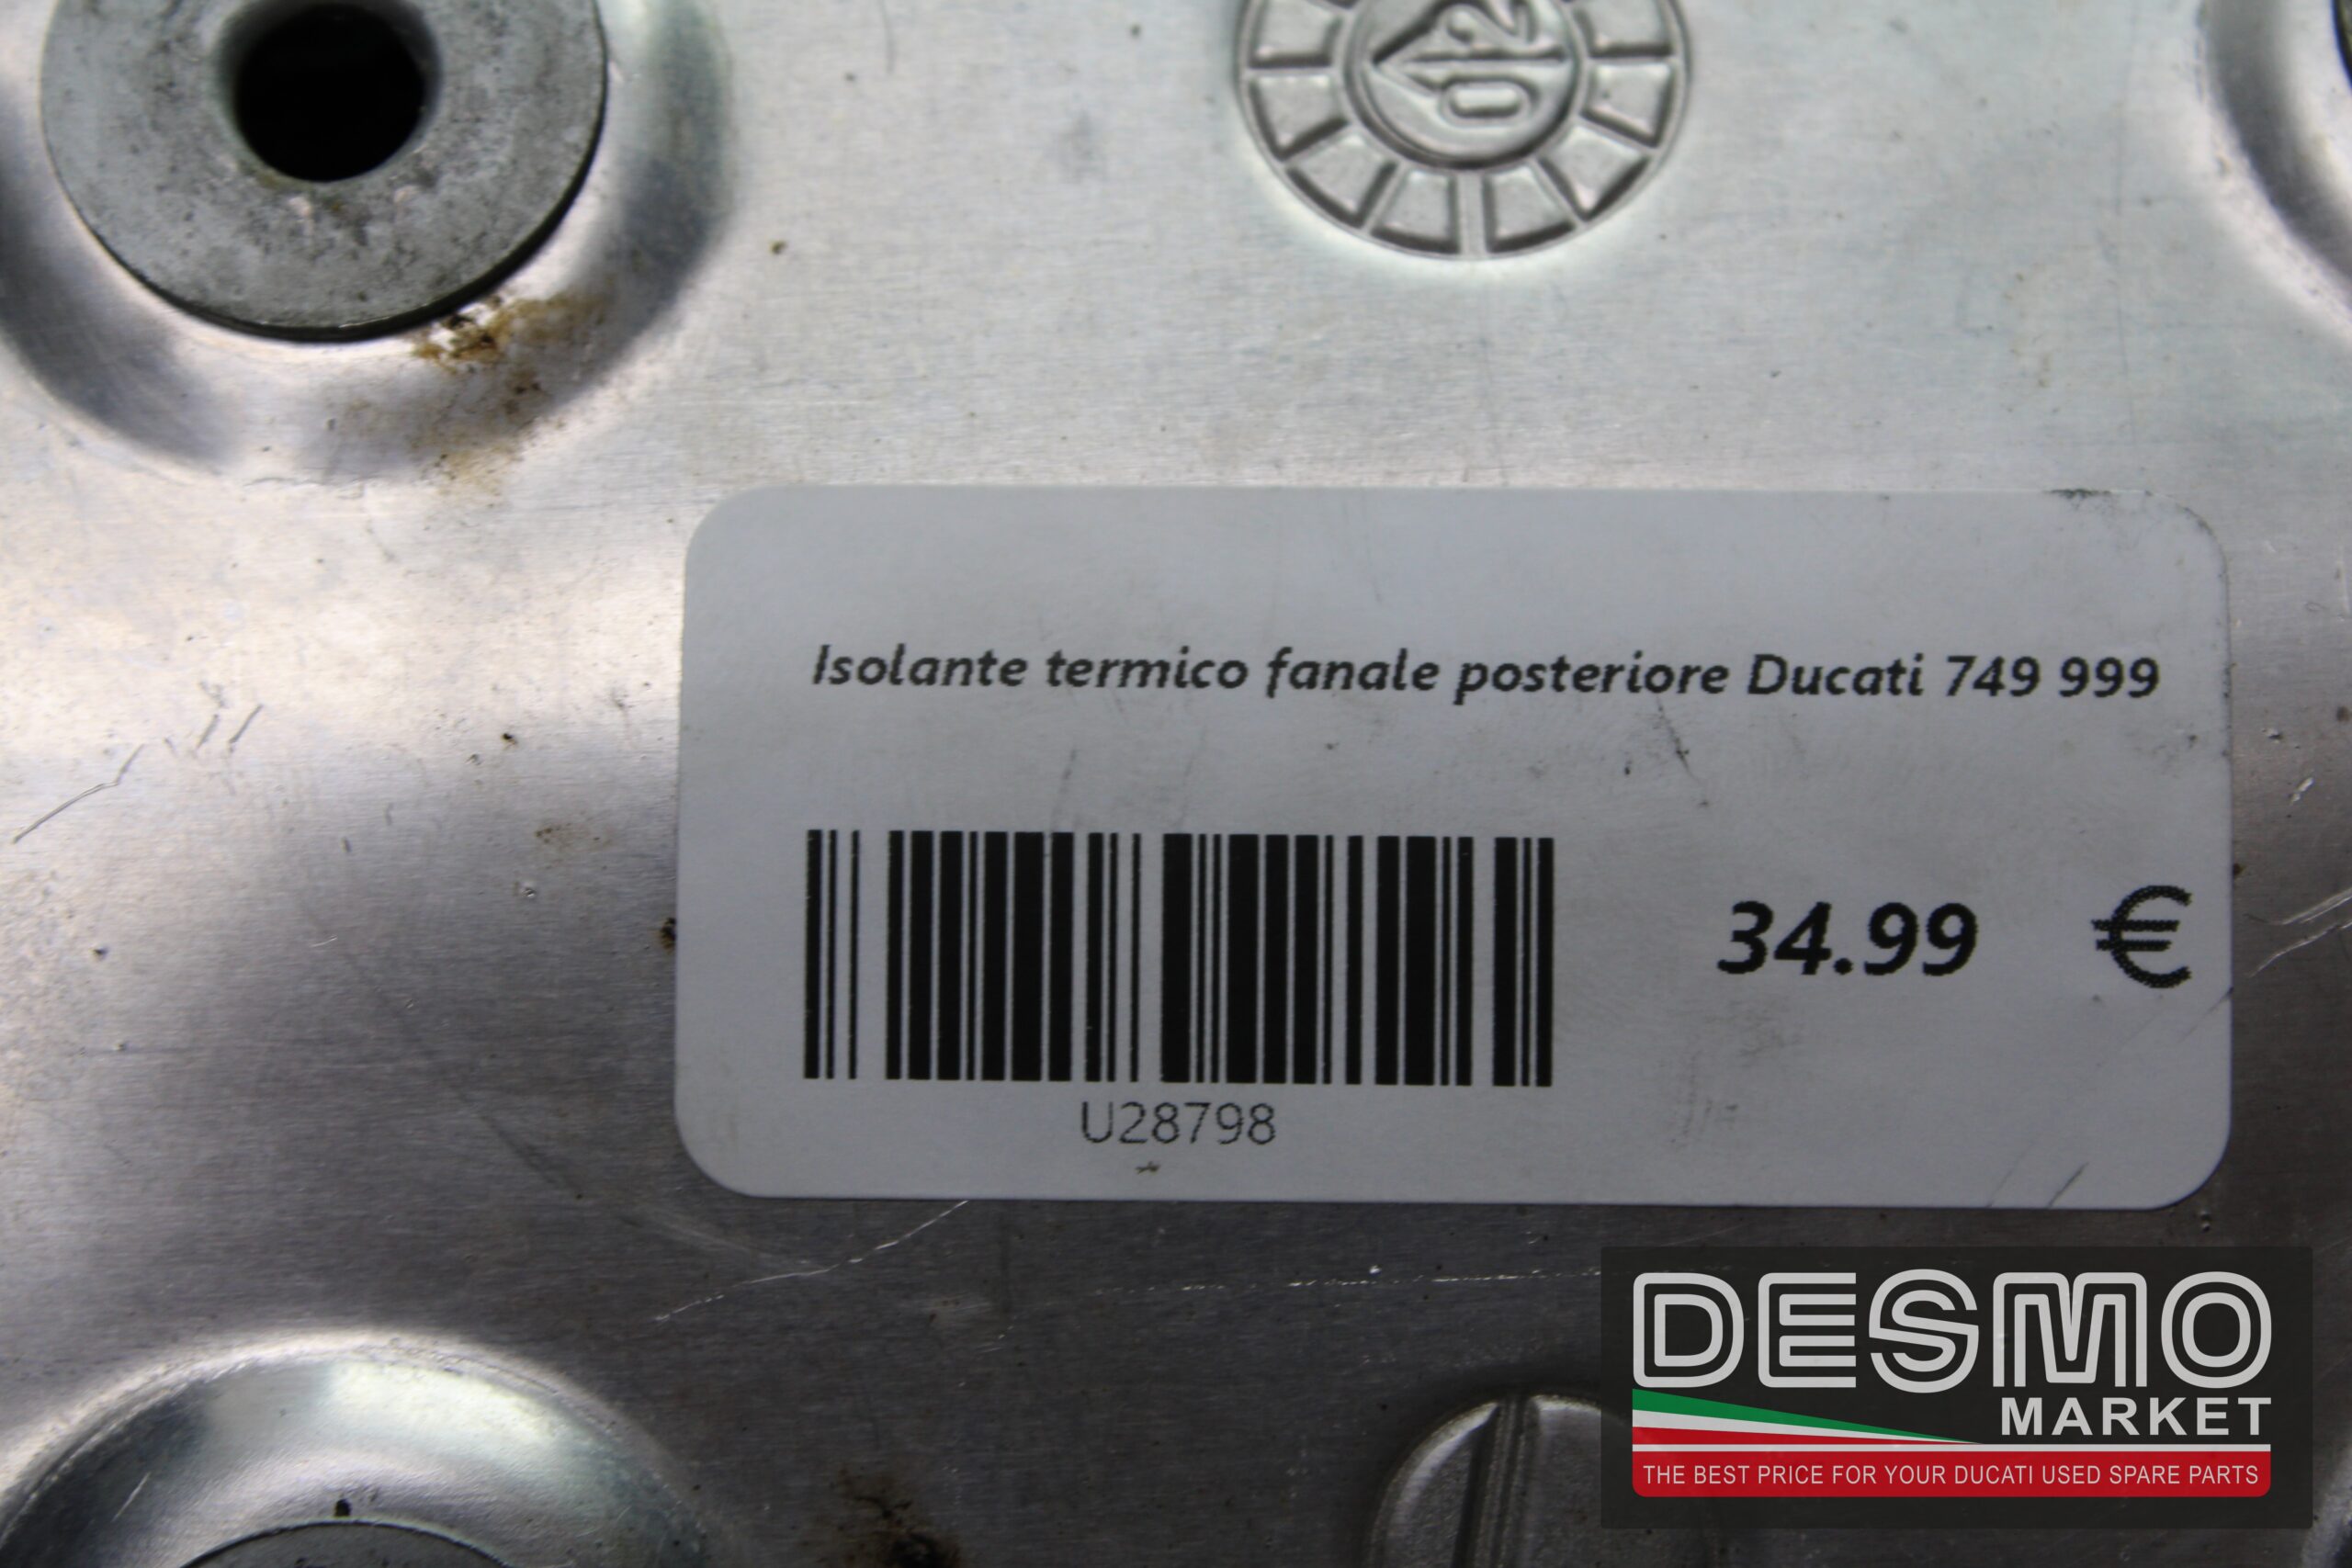 02
Isolante termico fanale posteriore Ducati 749 999
34.99 €
U28798
DESMO
MARKET
THE BEST PRICE FOR YOUR DUCATI USED SPARE PARTS